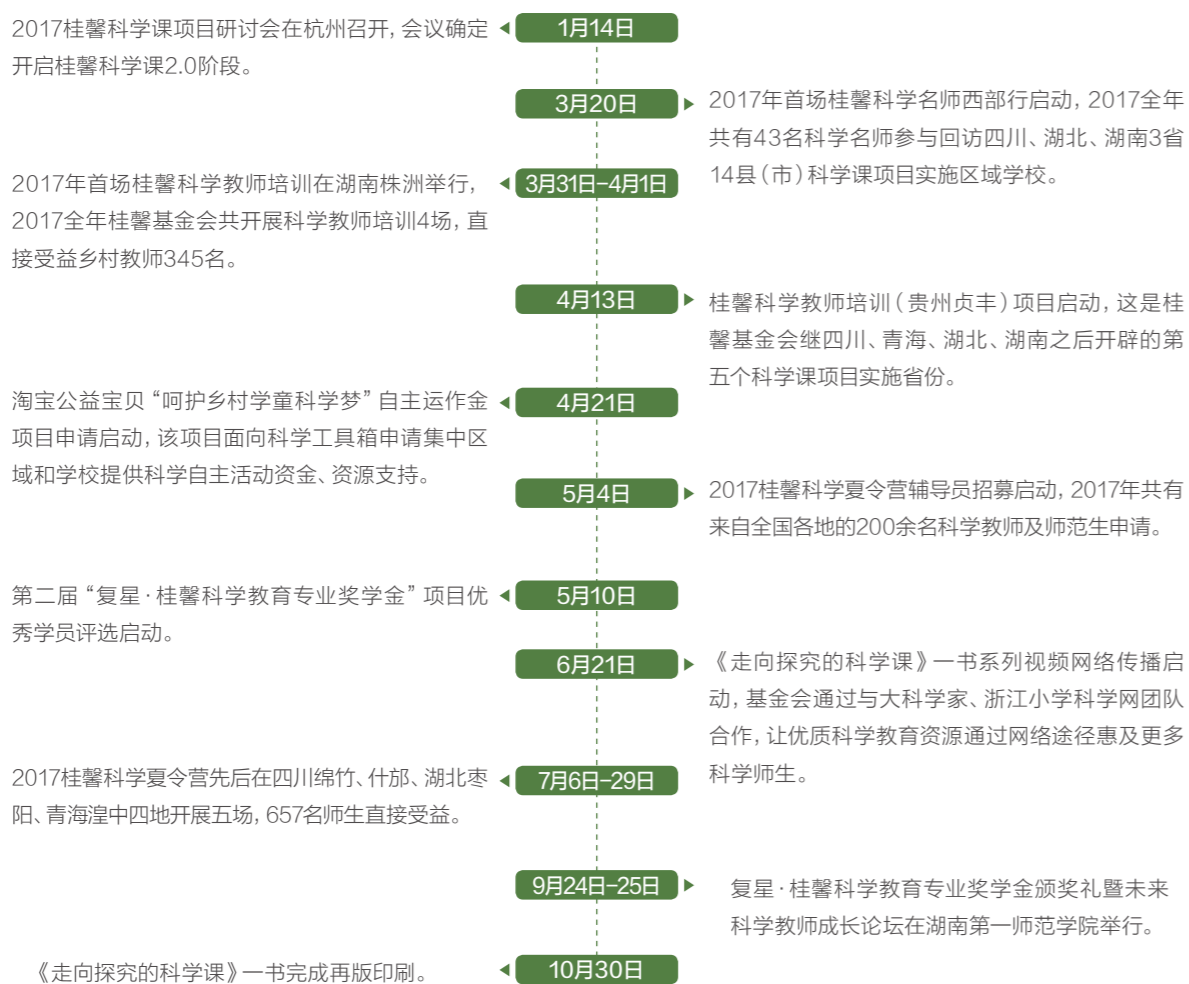 1月14日
2017桂馨科学课项目研讨会在杭州召开，会议确定
开启桂馨科学课2.0阶段。
3月20日
2017年首场桂馨科学名师西部行启动，2017全年
共有43名科学名师参与回访四川、湖北、湖南3省
14县（市）科学课项目实施区域学校。
3月31日-4月1日
2017年首场桂馨科学教师培训在湖南株洲举行，
2017全年桂馨基金会共开展科学教师培训4场，直
接受益乡村教师345名。
4月13日
桂馨科学教师培训（贵州贞丰）项目启动，这是桂
馨基金会继四川、青海、湖北、湖南之后开辟的第
五个科学课项目实施省份。
4月21日
淘宝公益宝贝“呵护乡村学童科学梦”自主运作金
项目申请启动，该项目面向科学工具箱申请集中区
域和学校提供科学自主活动资金、资源支持。
5月4日
2017桂馨科学夏令营辅导员招募启动，2017年共有
来自全国各地的200余名科学教师及师范生申请。
5月10日
第二届“复星·桂馨科学教育专业奖学金”项目优
秀学员评选启动。
6月21日
《走向探究的科学课》一书系列视频网络传播启
动，基金会通过与大科学家、浙江小学科学网团队
合作，让优质科学教育资源通过网络途径惠及更多
科学师生。
7月6日-29日
2017桂馨科学夏令营先后在四川绵竹、什邡、湖北枣
阳、青海湟中四地开展五场，657名师生直接受益。
9月24日-25日
复星·桂馨科学教育专业奖学金颁奖礼暨未来
科学教师成长论坛在湖南第一师范学院举行。
10月30日
《走向探究的科学课》一书完成再版印刷。